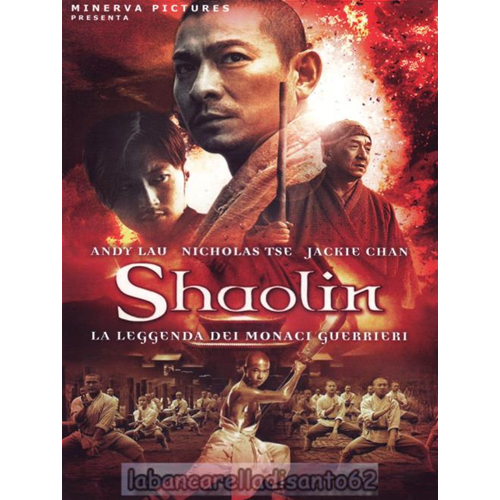 MINERVA PICTURES
PRESENTA
ANDY LAU NICHOLAS TSE JACKIE CHAN
Shaolin
LA LEGGENDA DEI MONACI GUERRIERI
labancarelladisanto62